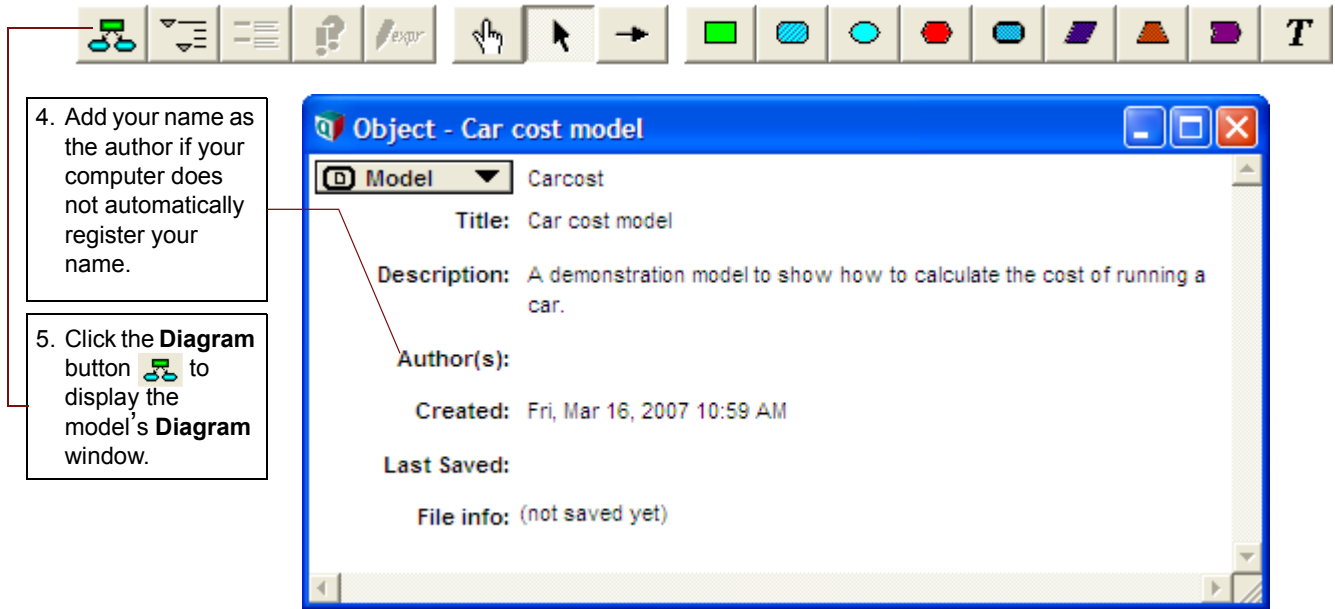 expr
T
4. Add your name as
the author if your
computer does
not automatically
register your
name.
5. Click the Diagram
button to
display the
model's Diagram
window.
Object - Car cost model
Model Carcost
Title: Car cost model
Description: A demonstration model to show how to calculate the cost of running a
car.
Author(s):
Created: Fri, Mar 16, 2007 10:59 AM
Last Saved:
File info: (not saved yet)